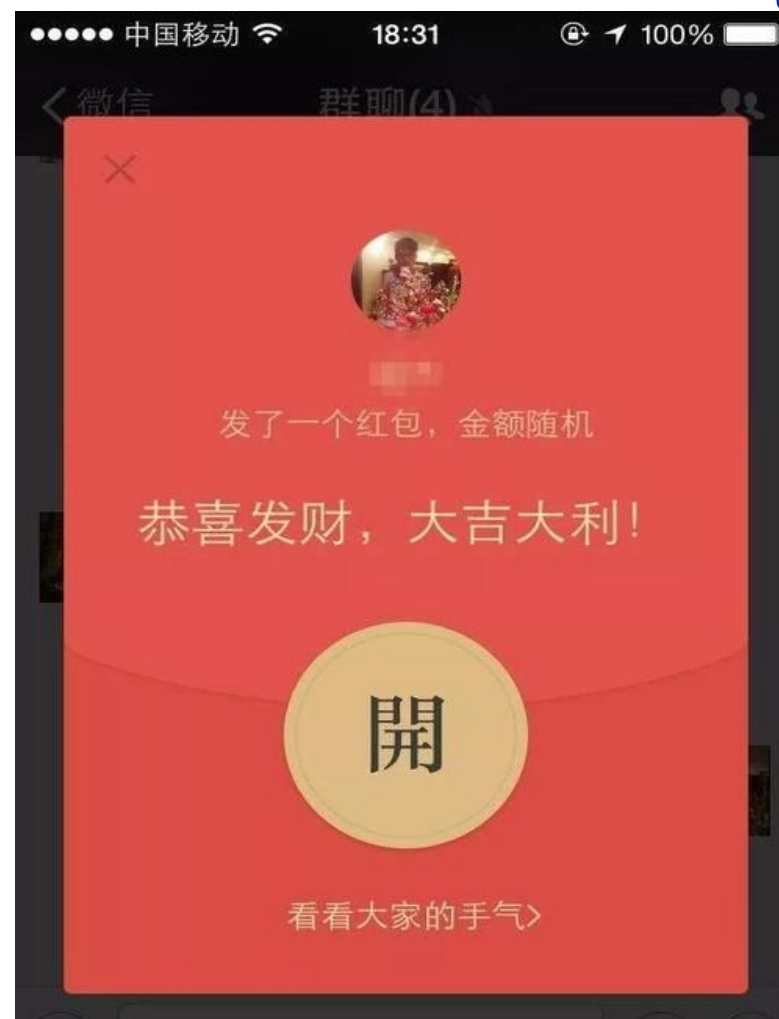 中国移动 18:31 100%
微信 群聊(4)
发了一个红包，金额随机
恭喜发财，大吉大利!
開
看看大家的手气>